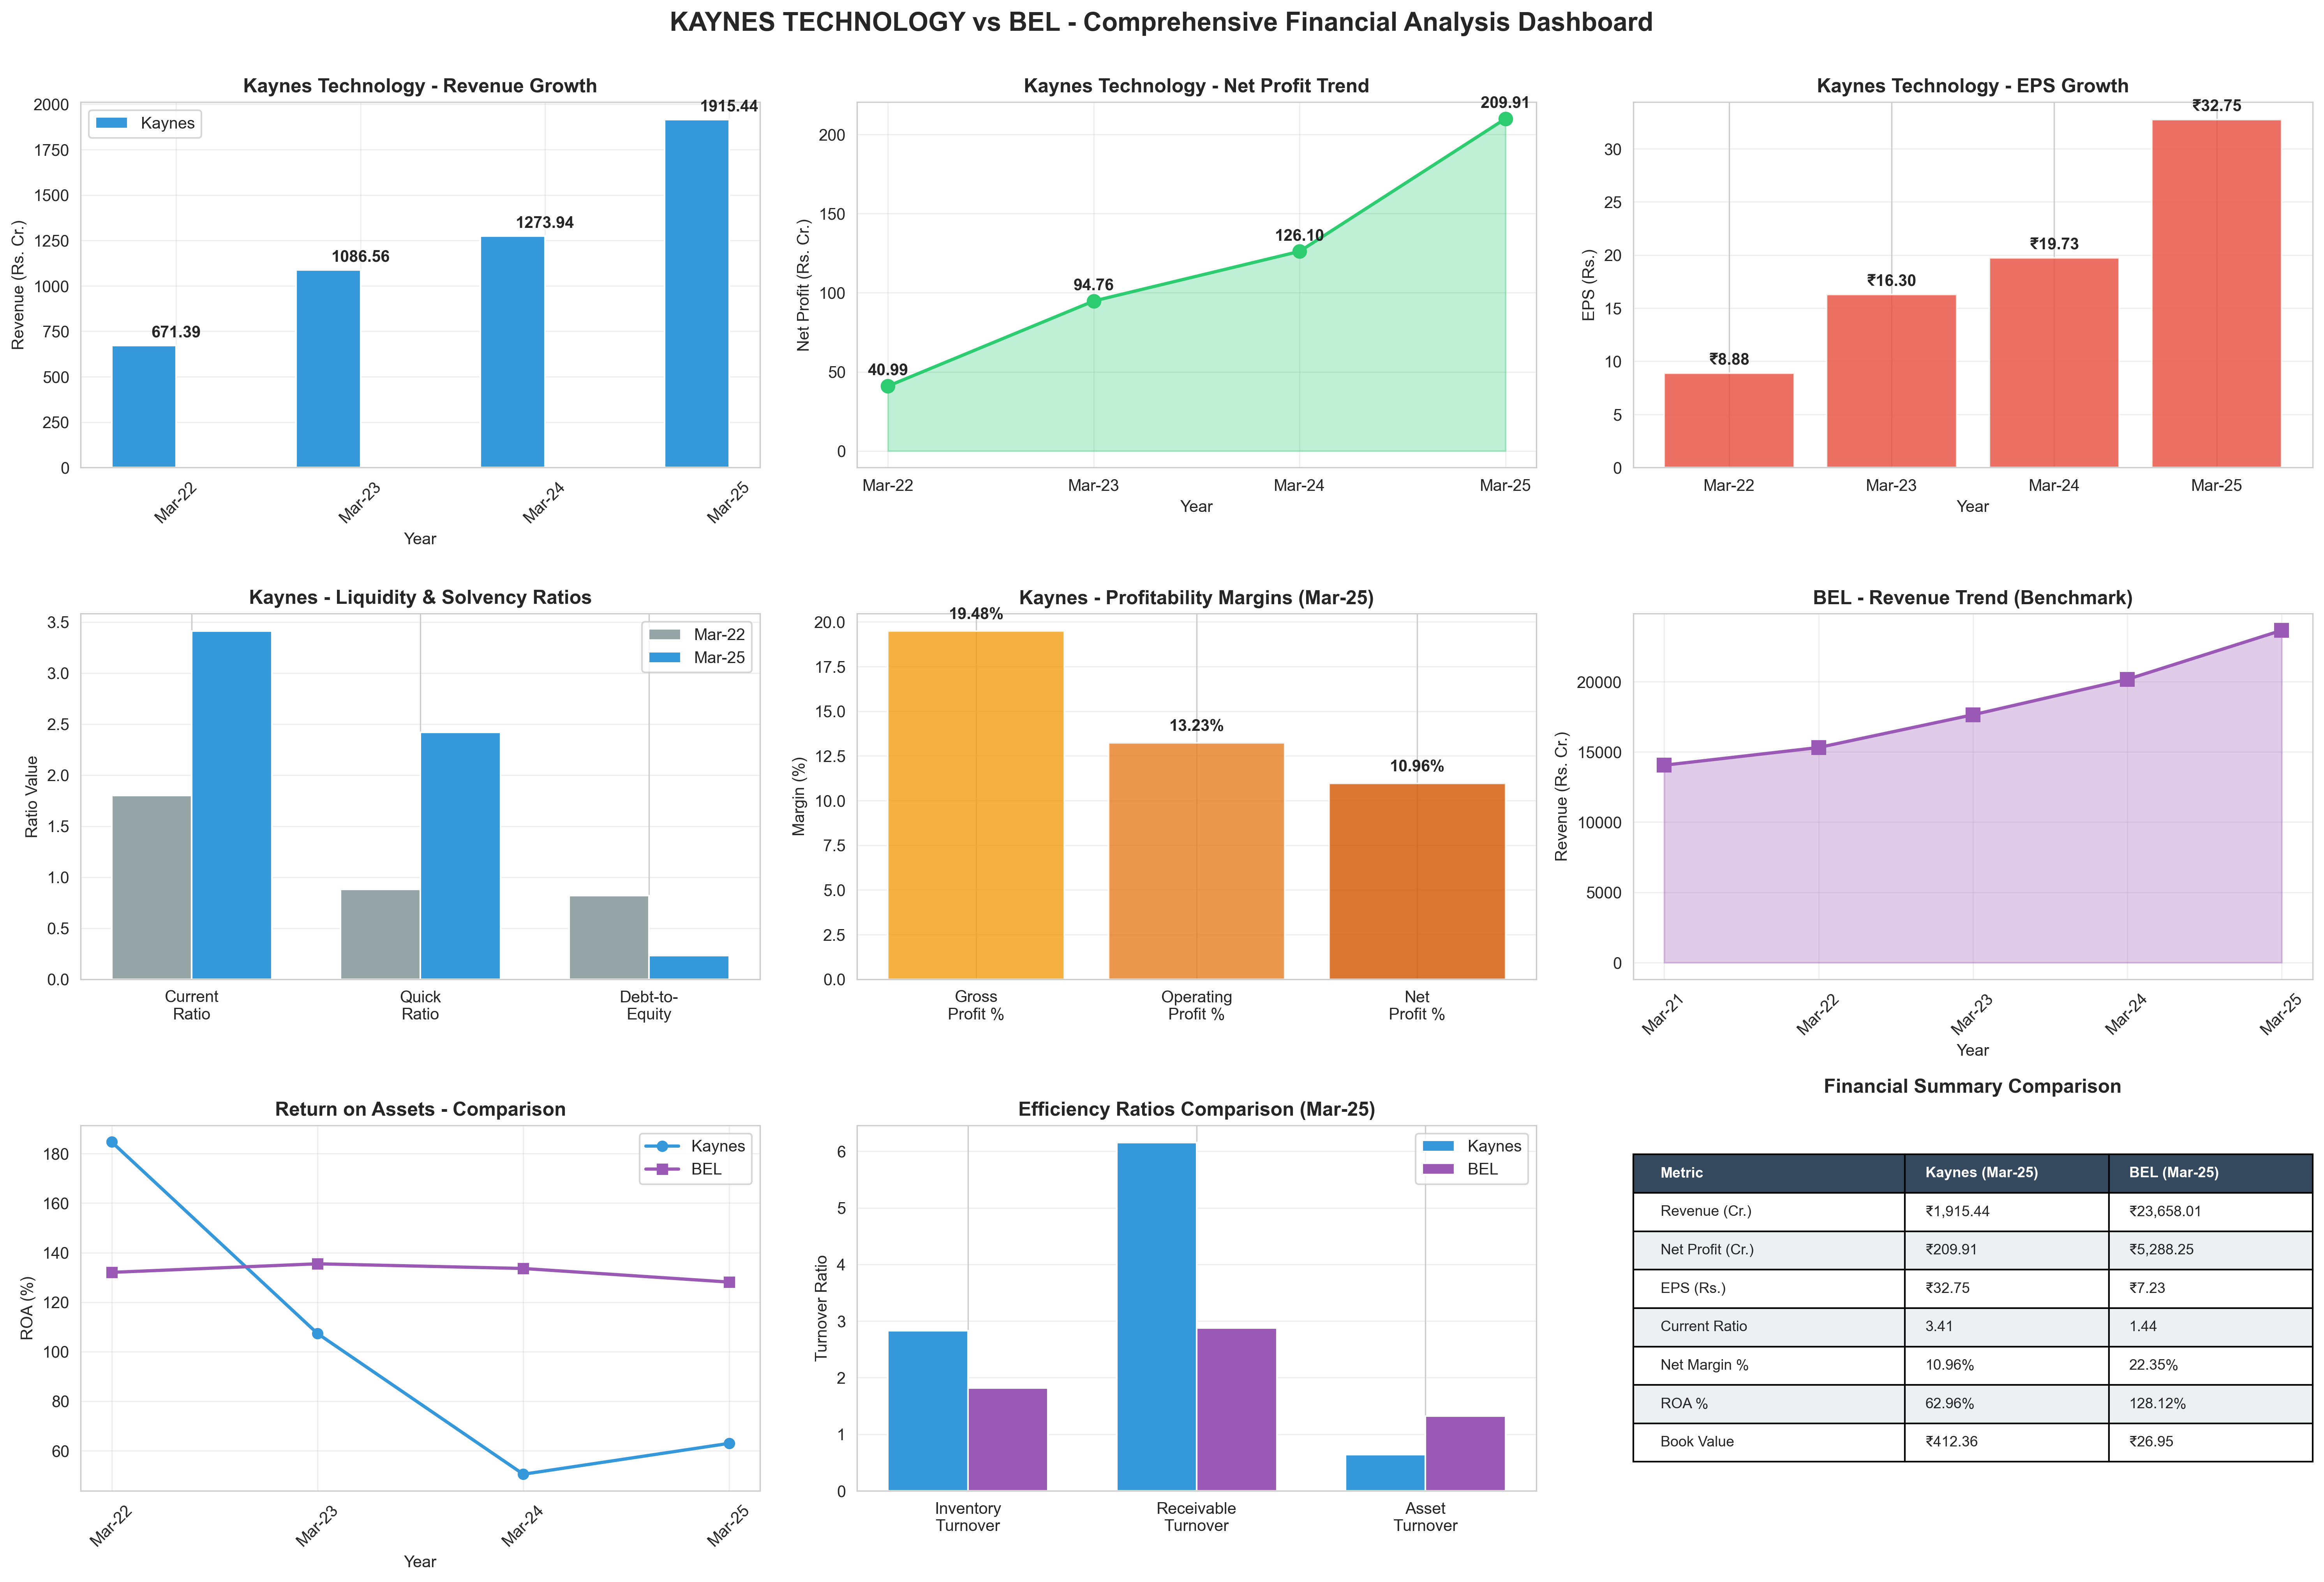 KAYNES TECHNOLOGY vs BEL - Comprehensive Financial Analysis Dashboard
Kaynes Technology - Revenue Growth
Kaynes
2000
1750
1500
1250
1000
750
500
250
0
Revenue (Rs. Cr.)
671.39
1086.56
1273.94
1915.44
Mar-22
Mar-23
Mar-24
Mar-25
Year
Kaynes Technology - Net Profit Trend
200
150
100
50
0
Net Profit (Rs. Cr.)
40.99
94.76
126.10
209.91
Mar-22
Mar-23
Mar-24
Mar-25
Year
Kaynes Technology - EPS Growth
30
25
20
15
10
5
0
EPS (Rs.)
₹8.88
₹16.30
₹19.73
₹32.75
Mar-22
Mar-23
Mar-24
Mar-25
Year
Kaynes - Liquidity & Solvency Ratios
Mar-22
Mar-25
3.5
3.0
2.5
2.0
1.5
1.0
0.5
0.0
Ratio Value
Current
Ratio
Quick
Ratio
Debt-to-
Equity
Kaynes - Profitability Margins (Mar-25)
20.0
17.5
15.0
12.5
10.0
7.5
5.0
2.5
0.0
Margin (%)
19.48%
13.23%
10.96%
Gross
Profit %
Operating
Profit %
Net
Profit %
BEL - Revenue Trend (Benchmark)
20000
15000
10000
5000
0
Revenue (Rs. Cr.)
Mar-21
Mar-22
Mar-23
Mar-24
Mar-25
Year
Return on Assets - Comparison
Kaynes
BEL
180
160
140
120
100
80
60
ROA (%)
Mar-22
Mar-23
Mar-24
Mar-25
Year
Efficiency Ratios Comparison (Mar-25)
Kaynes
BEL
6
5
4
3
2
1
0
Turnover Ratio
Inventory
Turnover
Receivable
Turnover
Asset
Turnover
Financial Summary Comparison
Metric Kaynes (Mar-25) BEL (Mar-25)
Revenue (Cr.) ₹1,915.44 ₹23,658.01
Net Profit (Cr.) ₹209.91 ₹5,288.25
EPS (Rs.) ₹32.75 ₹7.23
Current Ratio 3.41 1.44
Net Margin % 10.96% 22.35%
ROA % 62.96% 128.12%
Book Value ₹412.36 ₹26.95